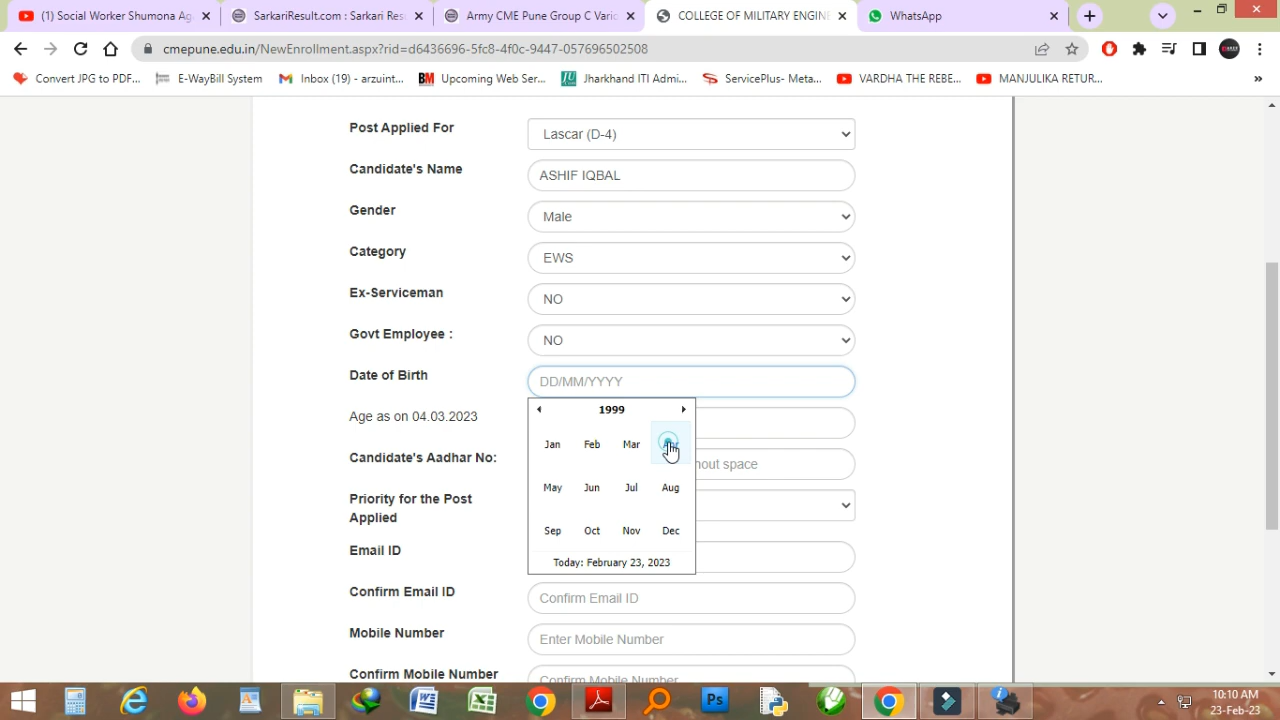 (1) Social Worker Shumona Ag
SarkariResult.com : Sarkari Res
Army CME Pune Group C Vario
COLLEGE OF MILITARY ENGINE
WhatsApp
cmepune.edu.in/NewEnrollment.aspx?rid=d6436696-5fc8-4f0c-9447-057696502508
Convert JPG to PDF...
E-WayBill System
Inbox (19) - arzuint...
Upcoming Web Ser...
Jharkhand ITI Admi...
ServicePlus- Meta...
VARDHA THE REBE...
MANJULIKA RETUR...
»
Post Applied For
Lascar (D-4)
Candidate's Name
ASHIF IQBAL
Gender
Male
Category
EWS
Ex-Serviceman
NO
Govt Employee :
NO
Date of Birth
DD/MM/YYYY
Age as on 04.03.2023
1999
Jan Feb Mar
May Jun Jul Aug
Sep Oct Nov Dec
Today: February 23, 2023
Candidate's Aadhar No:
hout space
Priority for the Post
Applied
Email ID
Confirm Email ID
Confirm Email ID
Mobile Number
Enter Mobile Number
Confirm Mobile Number
Confirm Mobile Number
10:10 AM
23-Feb-23